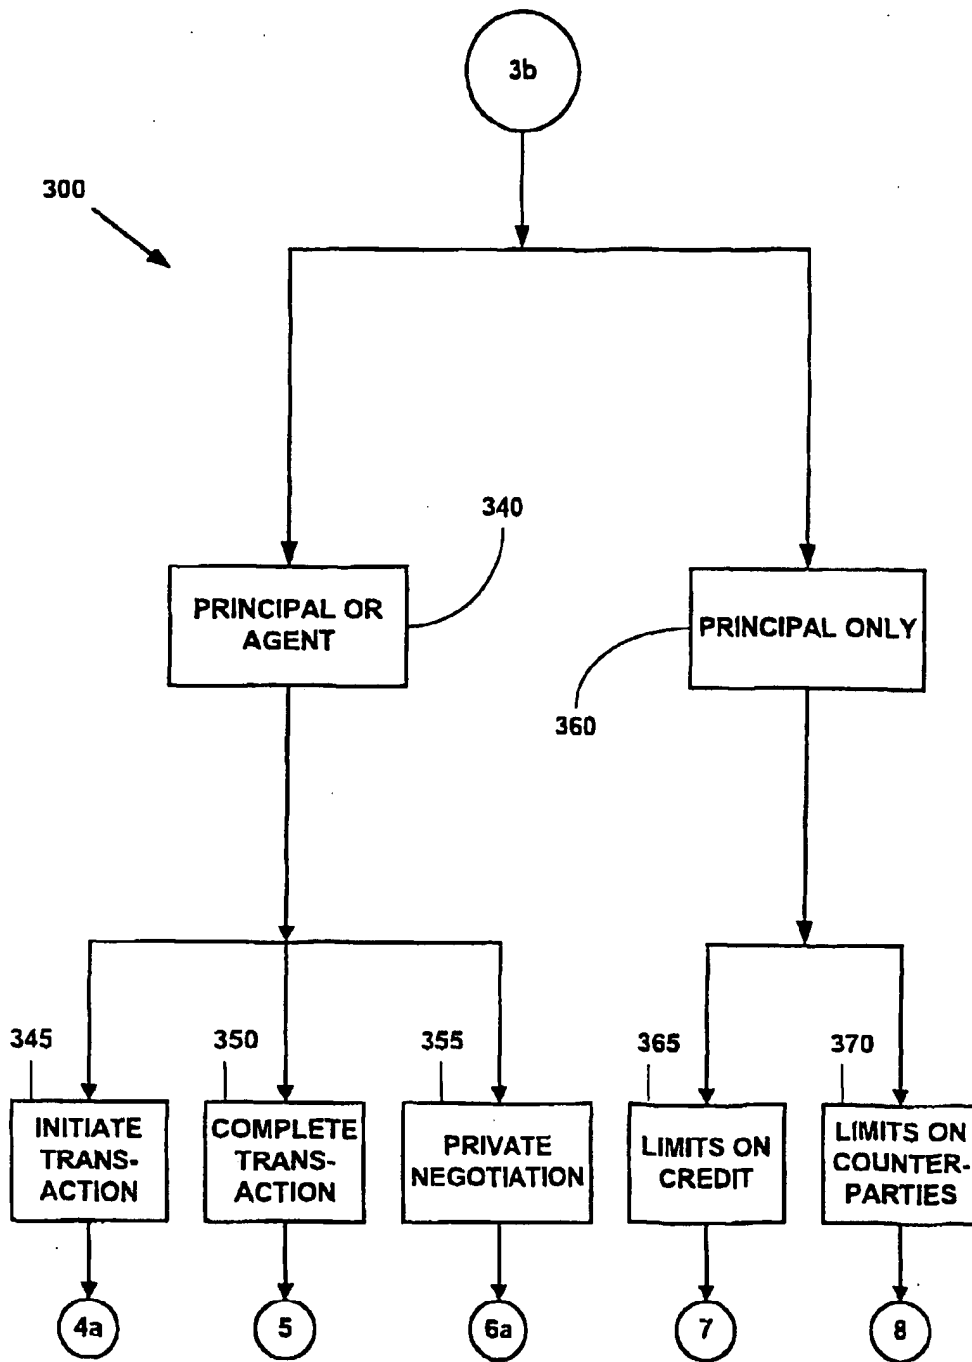 3b
300
340
PRINCIPAL OR
AGENT
PRINCIPAL ONLY
360
345
350
355
365
370
INITIATE
TRANS-
ACTION
COMPLETE
TRANS-
ACTION
PRIVATE
NEGOTIATION
LIMITS ON
CREDIT
LIMITS ON
COUNTER-
PARTIES
4a
5
6a
7
8